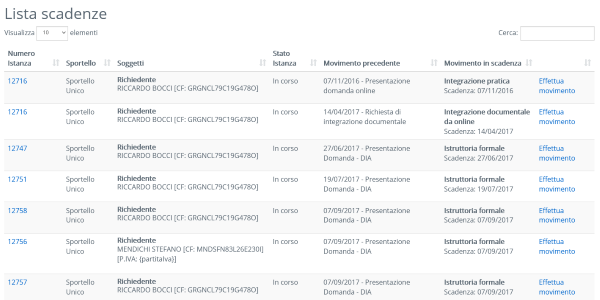 Lista scadenze
Visualizza 10 elementi Cerca:
Numero Istanza Sportello Soggetti Stato Istanza Movimento precedente Movimento in scadenza
12716 Sportello Unico Richiedente In corso 07/11/2016 - Presentazione domanda online Integrazione pratica Effettua movimento
RICCARDO BOCCI [CF: GRGNCL79C19G478O] Scadenza: 07/11/2016
12716 Sportello Unico Richiedente In corso 14/04/2017 - Richiesta di integrazione documentale Integrazione documentale da online Effettua movimento
RICCARDO BOCCI [CF: GRGNCL79C19G478O] Scadenza: 14/04/2017
12747 Sportello Unico Richiedente In corso 27/06/2017 - Presentazione Domanda - DIA Istruttoria formale Effettua movimento
RICCARDO BOCCI [CF: GRGNCL79C19G478O] Scadenza: 27/06/2017
12751 Sportello Unico Richiedente In corso 19/07/2017 - Presentazione Domanda - DIA Istruttoria formale Effettua movimento
RICCARDO BOCCI [CF: GRGNCL79C19G478O] Scadenza: 19/07/2017
12758 Sportello Unico Richiedente In corso 07/09/2017 - Presentazione Domanda - DIA Istruttoria formale Effettua movimento
RICCARDO BOCCI [CF: GRGNCL79C19G478O] Scadenza: 07/09/2017
12756 Sportello Unico Richiedente In corso 07/09/2017 - Presentazione Domanda - DIA Istruttoria formale Effettua movimento
MENDICHI STEFANO [CF: MNDSFN83L26E230I] Scadenza: 07/09/2017
[P.IVA: {partitaIva}]
12757 Sportello Unico Richiedente In corso 07/09/2017 - Presentazione Domanda - DIA Istruttoria formale Effettua movimento
RICCARDO BOCCI [CF: GRGNCL79C19G478O] Scadenza: 07/09/2017